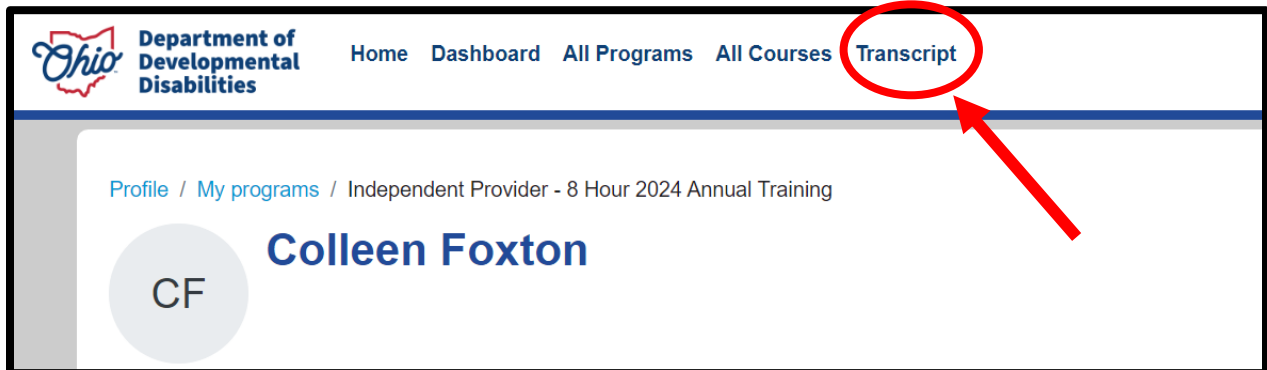 Ohio
Department of
Developmental
Disabilities
Home Dashboard All Programs All Courses Transcript
Profile / My programs / Independent Provider - 8 Hour 2024 Annual Training
Colleen Foxton
CF